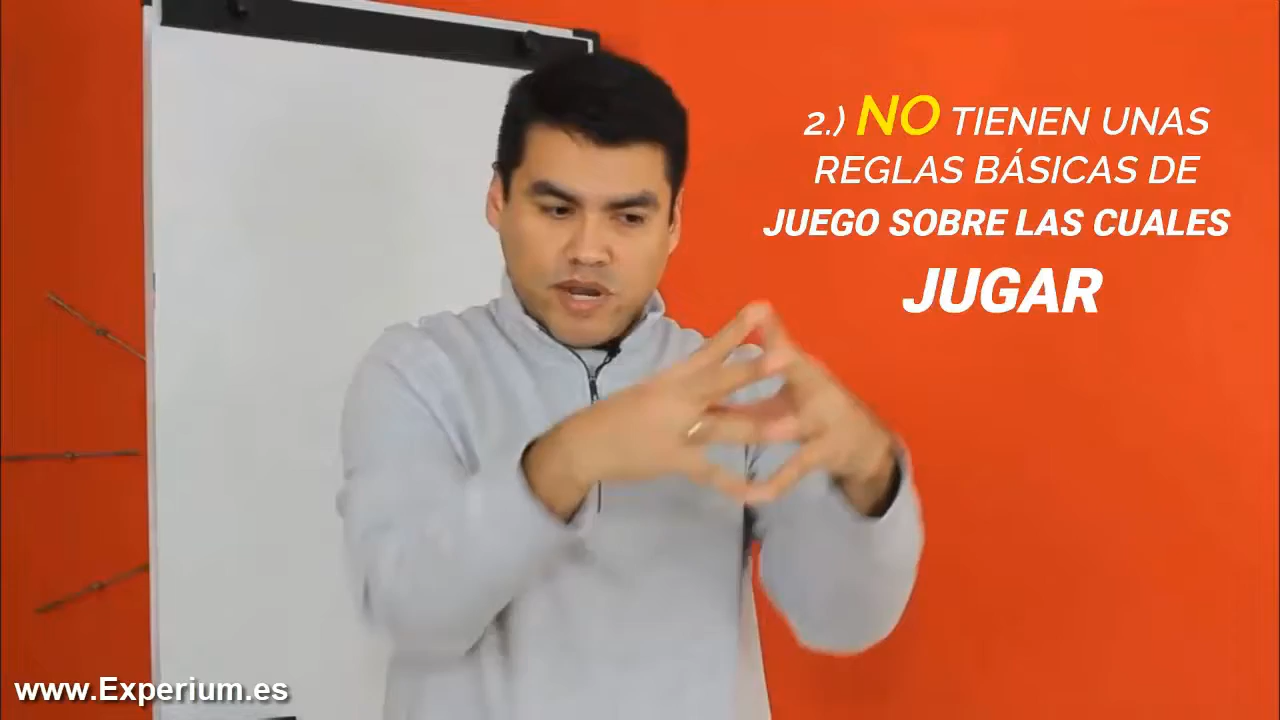 2.) NO TIENEN UNAS
REGLAS BÁSICAS DE
JUEGO SOBRE LAS CUALES
JUGAR
www.Experium.es